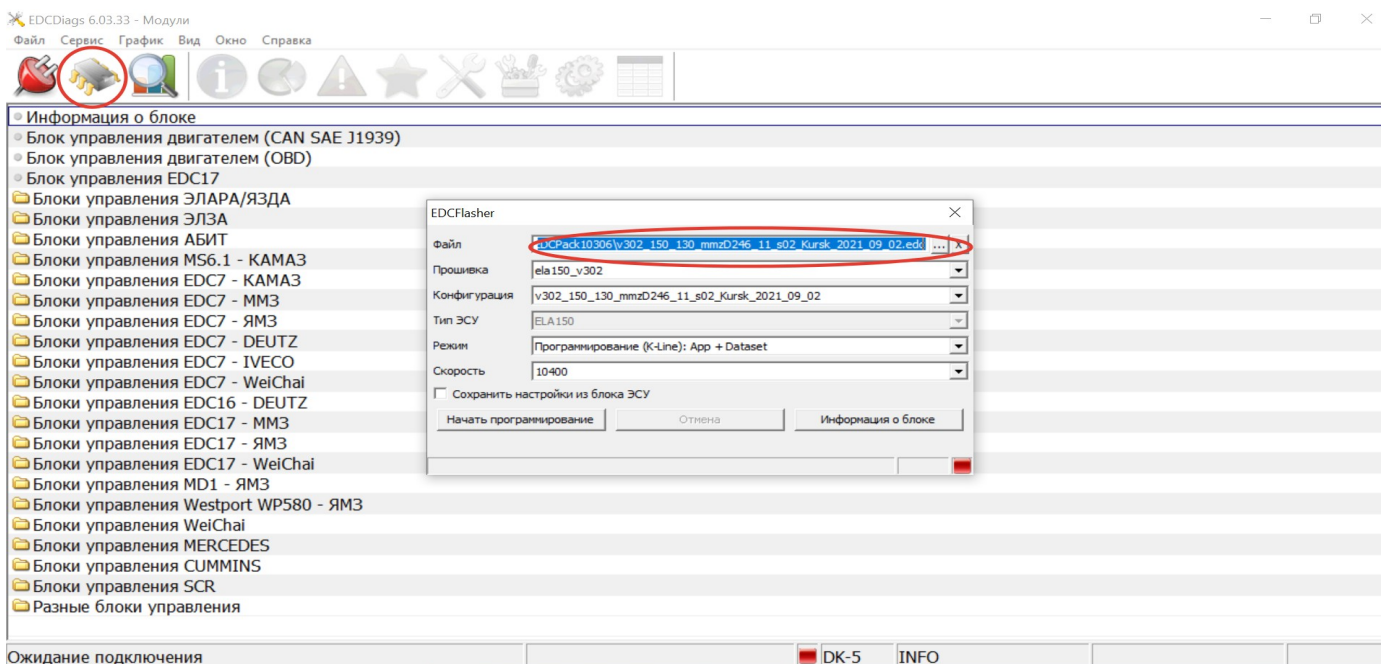 EDCDiags 6.03.33 - Модули
Файл Сервис График Вид Окно Справка
Информация о блоке
Блок управления двигателем (CAN SAE J1939)
Блок управления двигателем (OBD)
Блок управления EDC17
Блоки управления ЭЛАРА/ЯЗДА
Блоки управления ЭЛЗА
Блоки управления АБИТ
Блоки управления MS6.1 - КАМАЗ
Блоки управления EDC7 - КАМАЗ
Блоки управления EDC7 - ММЗ
Блоки управления EDC7 - ЯМЗ
Блоки управления EDC7 - DEUTZ
Блоки управления EDC7 - IVECO
Блоки управления EDC7 - WeiChai
Блоки управления EDC16 - DEUTZ
Блоки управления EDC17 - ММЗ
Блоки управления EDC17 - ЯМЗ
Блоки управления EDC17 - WeiChai
Блоки управления MD1 - ЯМЗ
Блоки управления Westport WP580 - ЯМЗ
Блоки управления WeiChai
Блоки управления MERCEDES
Блоки управления CUMMINS
Блоки управления SCR
Разные блоки управления
EDCFlasher
Файл DCPack10306\v302_150_130_mmzD246_11_s02_Kursk_2021_09_02.edc ... x
Прошивка ela150_v302
Конфигурация v302_150_130_mmzD246_11_s02_Kursk_2021_09_02
Тип ЭСУ ELA150
Режим Программирование (K-Line): App + Dataset
Скорость 10400
Сохранить настройки из блока ЭСУ
Начать программирование Отмена Информация о блоке
Ожидание подключения DK-5 INFO